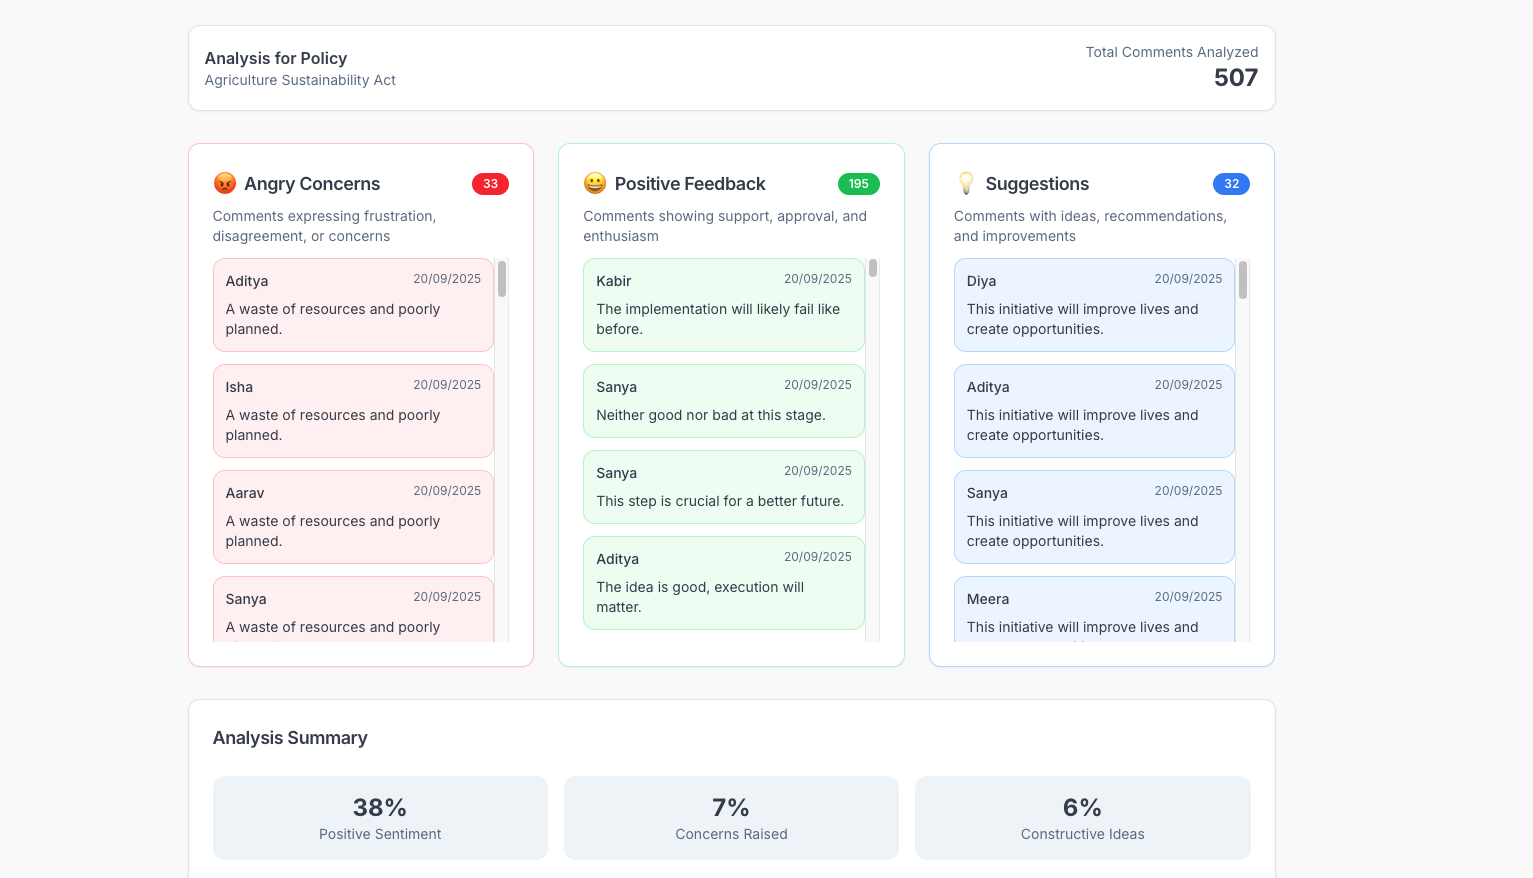 Analysis for Policy
Agriculture Sustainability Act
Total Comments Analyzed
507
Angry Concerns
33
Comments expressing frustration,
disagreement, or concerns
Aditya
20/09/2025
A waste of resources and poorly
planned.
Isha
20/09/2025
A waste of resources and poorly
planned.
Aarav
20/09/2025
A waste of resources and poorly
planned.
Sanya
20/09/2025
A waste of resources and poorly
Positive Feedback
195
Comments showing support, approval, and
enthusiasm
Kabir
20/09/2025
The implementation will likely fail like
before.
Sanya
20/09/2025
Neither good nor bad at this stage.
Sanya
20/09/2025
This step is crucial for a better future.
Aditya
20/09/2025
The idea is good, execution will
matter.
Suggestions
32
Comments with ideas, recommendations,
and improvements
Diya
20/09/2025
This initiative will improve lives and
create opportunities.
Aditya
20/09/2025
This initiative will improve lives and
create opportunities.
Sanya
20/09/2025
This initiative will improve lives and
create opportunities.
Meera
20/09/2025
This initiative will improve lives and
Analysis Summary
38%
Positive Sentiment
7%
Concerns Raised
6%
Constructive Ideas